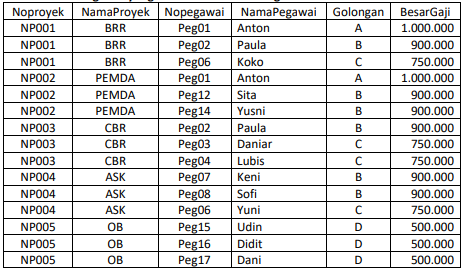 Noproyek NamaProyek Nopegawai NamaPegawai Golongan BesarGaji
NP001 BRR Peg01 Anton A 1.000.000
NP001 BRR Peg02 Paula B 900.000
NP001 BRR Peg06 Koko C 750.000
NP002 PEMDA Peg01 Anton A 1.000.000
NP002 PEMDA Peg12 Sita B 900.000
NP002 PEMDA Peg14 Yusni B 900.000
NP003 CBR Peg02 Paula B 900.000
NP003 CBR Peg03 Daniar C 750.000
NP003 CBR Peg04 Lubis C 750.000
NP004 ASK Peg07 Keni B 900.000
NP004 ASK Peg08 Sofi B 900.000
NP004 ASK Peg06 Yuni C 750.000
NP005 OB Peg15 Udin D 500.000
NP005 OB Peg16 Didit D 500.000
NP005 OB Peg17 Dani D 500.000